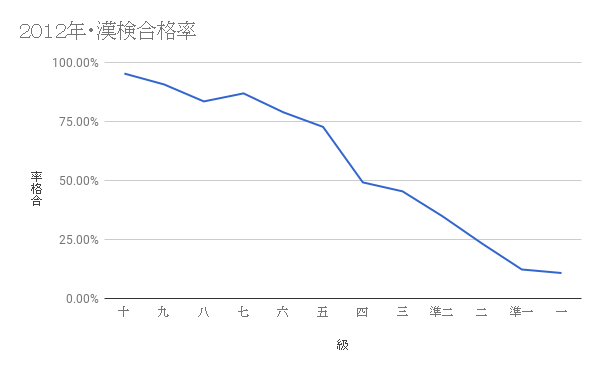 2012年・漢検合格率
100.00%
75.00%
50.00%
25.00%
0.00%
率格合
十 九 八 七 六 五 四 三 準二 二 準一 一
級